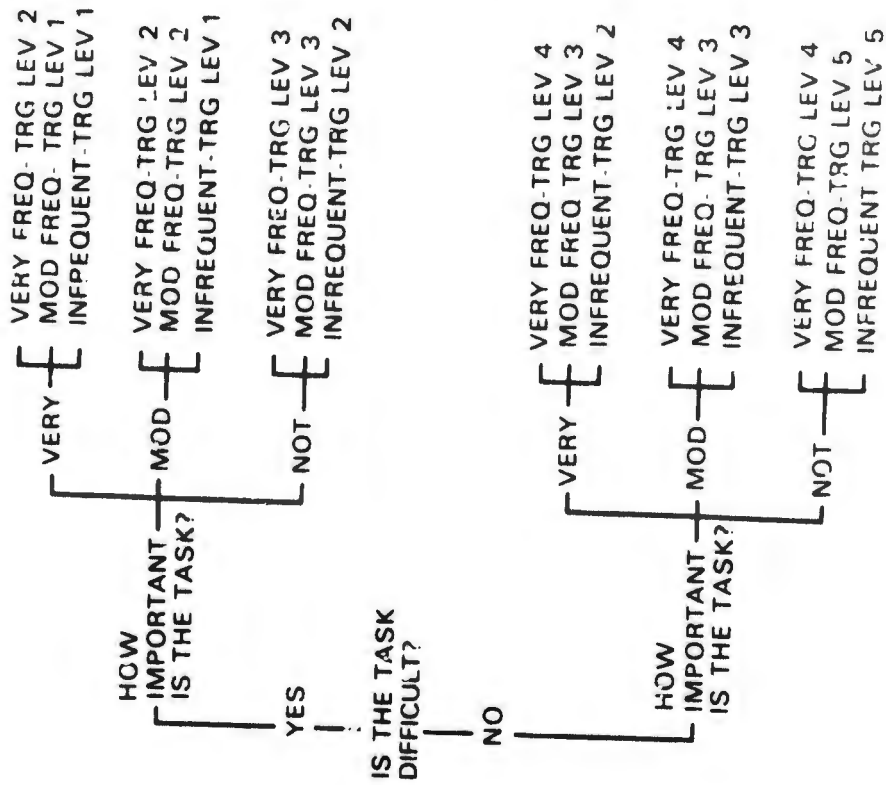 IS THE TASK
DIFFICULT?
YES
HOW
IMPORTANT
IS THE TASK?
VERY
VERY FREQ- TRG LEV 2
MOD FREQ- TRG LEV 1
INFPEQUENT-TRG LEV 1
MOD
VERY FREQ-TRG LEV 2
MOD FREQ-TRG LEV 2
INFREQUENT-TRG LEV 1
NOT
VERY FREQ-TRG LEV 3
MOD FREQ-TRG LEV 3
INFREQUENT-TRG LEV 2
NO
HOW
IMPORTANT
IS THE TASK?
VERY
VERY FREQ-TRG LEV 4
MOD FREQ-TRG LEV 3
INFREQUENT-TRG LEV 2
MOD
VERY FREQ-TRG LEV 4
MOD FREQ- TRG LEV 3
INFREQUENT-TRG LEV 3
NOT
VERY FREQ-TRG LEV 4
MOD FREQ-TRG LEV 5
INFREQUENT TRG LEV 5